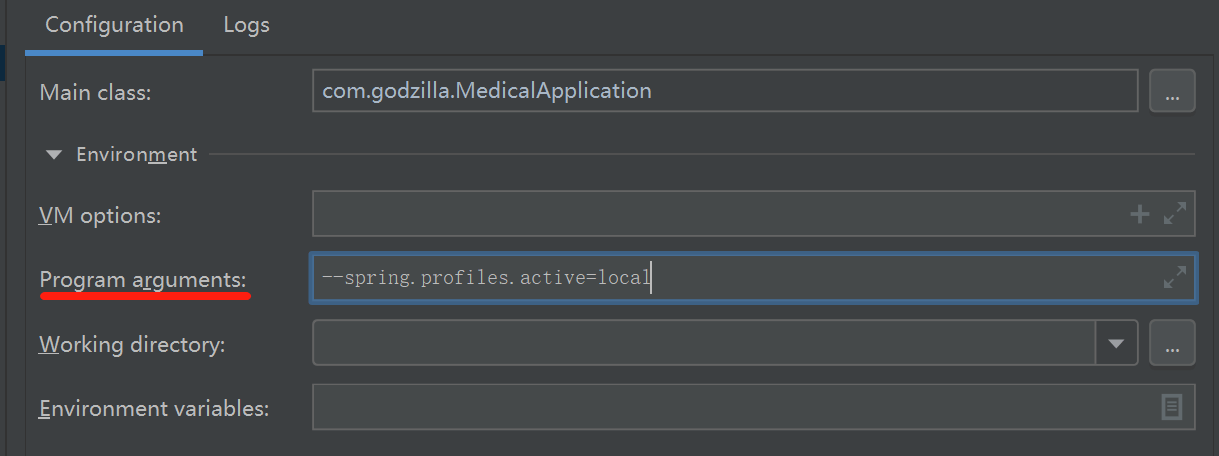 Configuration Logs
Main class: com.godzilla.MedicalApplication ...
Environment
VM options:
Program arguments: --spring.profiles.active=local
Working directory: ...
Environment variables: